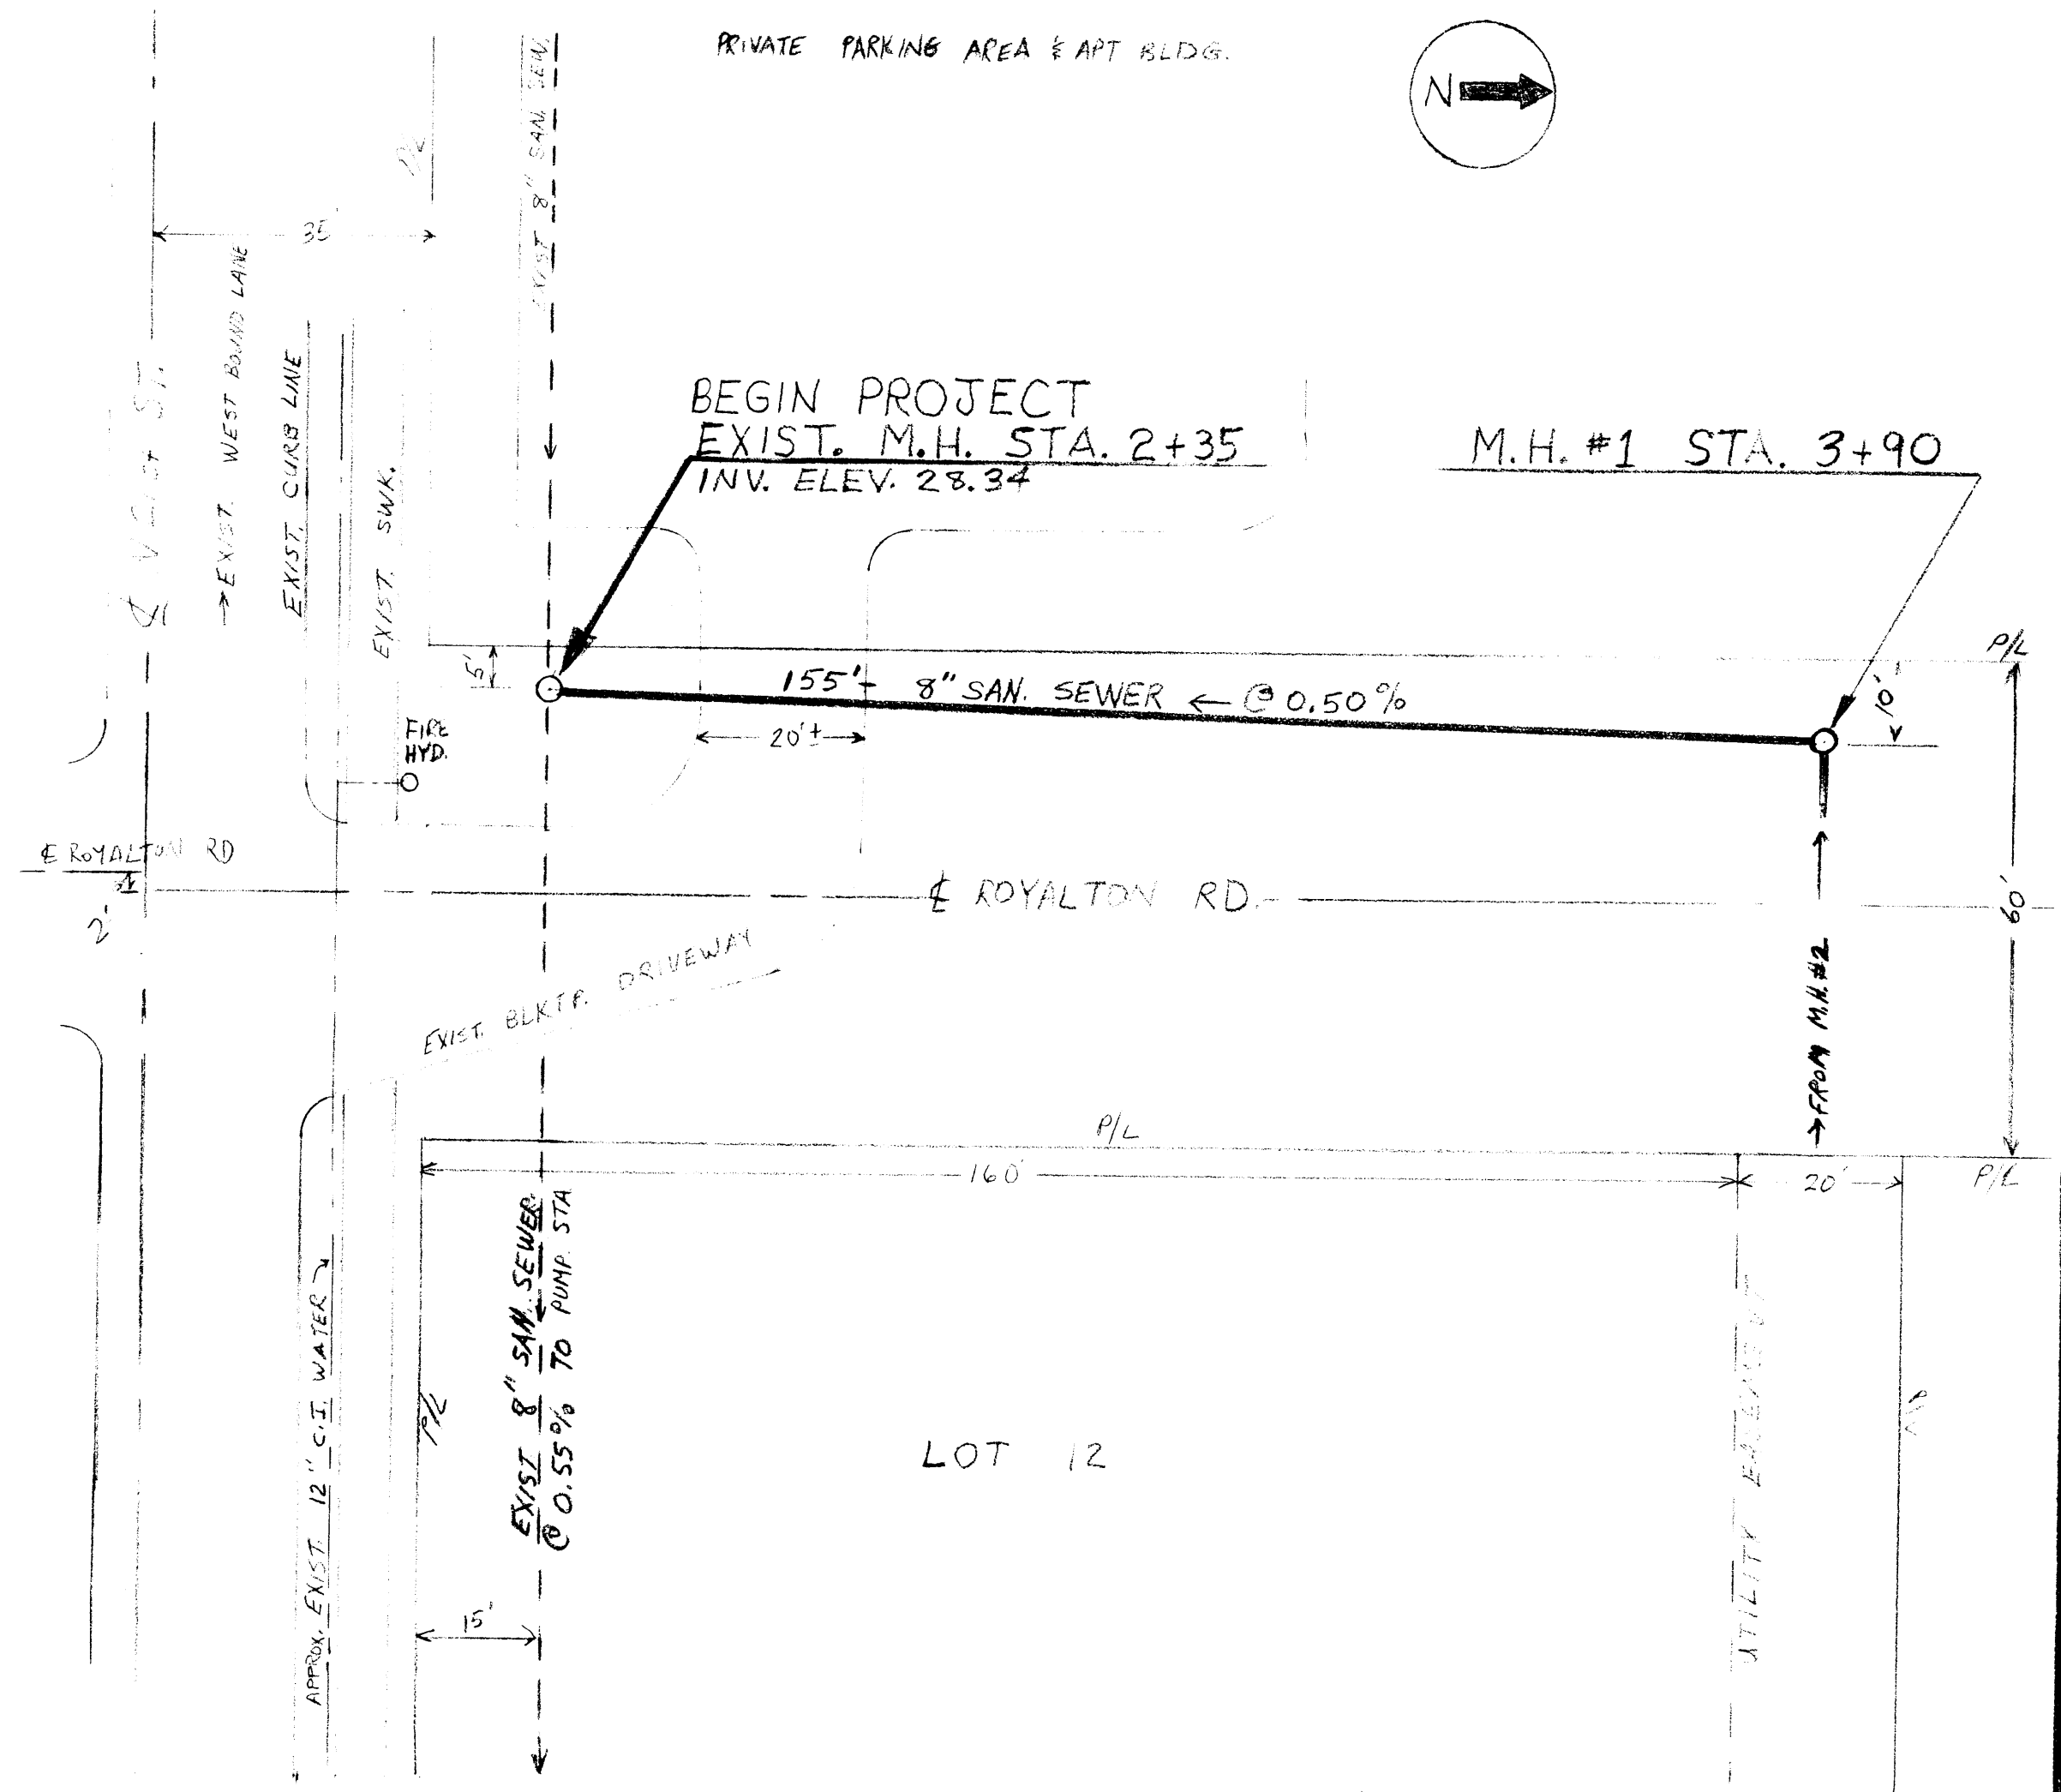 PRIVATE PARKING AREA & APT BLDG.
N
EXIST 8" SAN. SEW.
P/L
35'
→ EXIST. WEST BOUND LANE
EXIST. CURB LINE
EXIST. SWK.
BEGIN PROJECT
EXIST. M.H. STA. 2+35
INV. ELEV. 28.34
M.H. #1 STA. 3+90
℄ ST.
P/L
5'
155'- 8" SAN. SEWER ← @ 0.50%
10'
20'±
FIRE
HYD.
℄ ROYALTON RD
2'
℄ ROYALTON RD.
60'
→FROM M.H.#2
EXIST. BLKTP. DRIVEWAY
P/L
160'
20'
P/L
EXIST 8" SAN. SEWER
@ 0.55% TO PUMP. STA
APPROX. EXIST. 12" C.I. WATER
P/L
LOT 12
UTILITY EASEMENT
15'